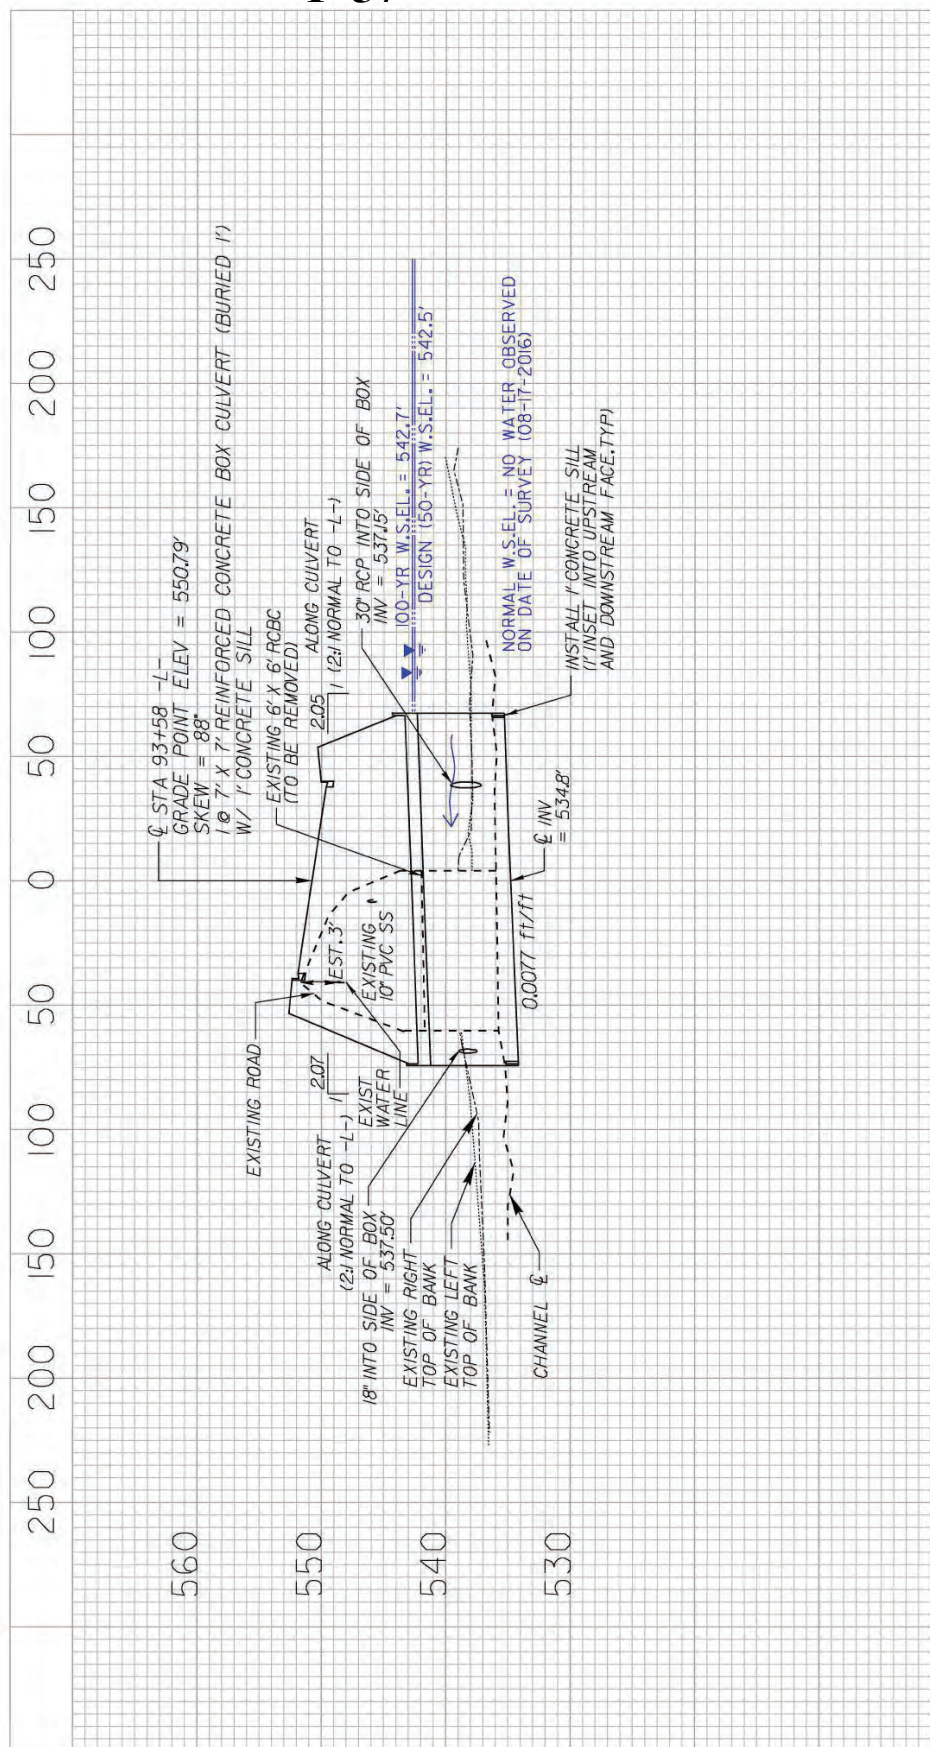 ℄ STA 93+58 -L-
GRADE POINT ELEV = 550.79'
SKEW = 88°
1 @ 7' X 7' REINFORCED CONCRETE BOX CULVERT (BURIED 1')
W/ 1' CONCRETE SILL
EXISTING ROAD
2.07
1
ALONG CULVERT
(2:1 NORMAL TO -L-)
EXIST
WATER
LINE
EST. 3'
EXISTING
10" PVC SS
EXISTING 6' X 6' RCBC
(TO BE REMOVED)
2.05
1
ALONG CULVERT
(2:1 NORMAL TO -L-)
30" RCP INTO SIDE OF BOX
INV = 537.15'
100-YR W.S.EL. = 542.7'
DESIGN (50-YR) W.S.EL. = 542.5'
18" INTO SIDE OF BOX
INV = 537.50'
EXISTING RIGHT
TOP OF BANK
EXISTING LEFT
TOP OF BANK
NORMAL W.S.EL. = NO WATER OBSERVED
ON DATE OF SURVEY (08-17-2016)
CHANNEL ℄
0.0077 ft/ft
℄ INV
= 534.8'
INSTALL 1' CONCRETE SILL
(1' INSET INTO UPSTREAM
AND DOWNSTREAM FACE, TYP)
560
550
540
530
250 200 150 100 50 0 50 100 150 200 250